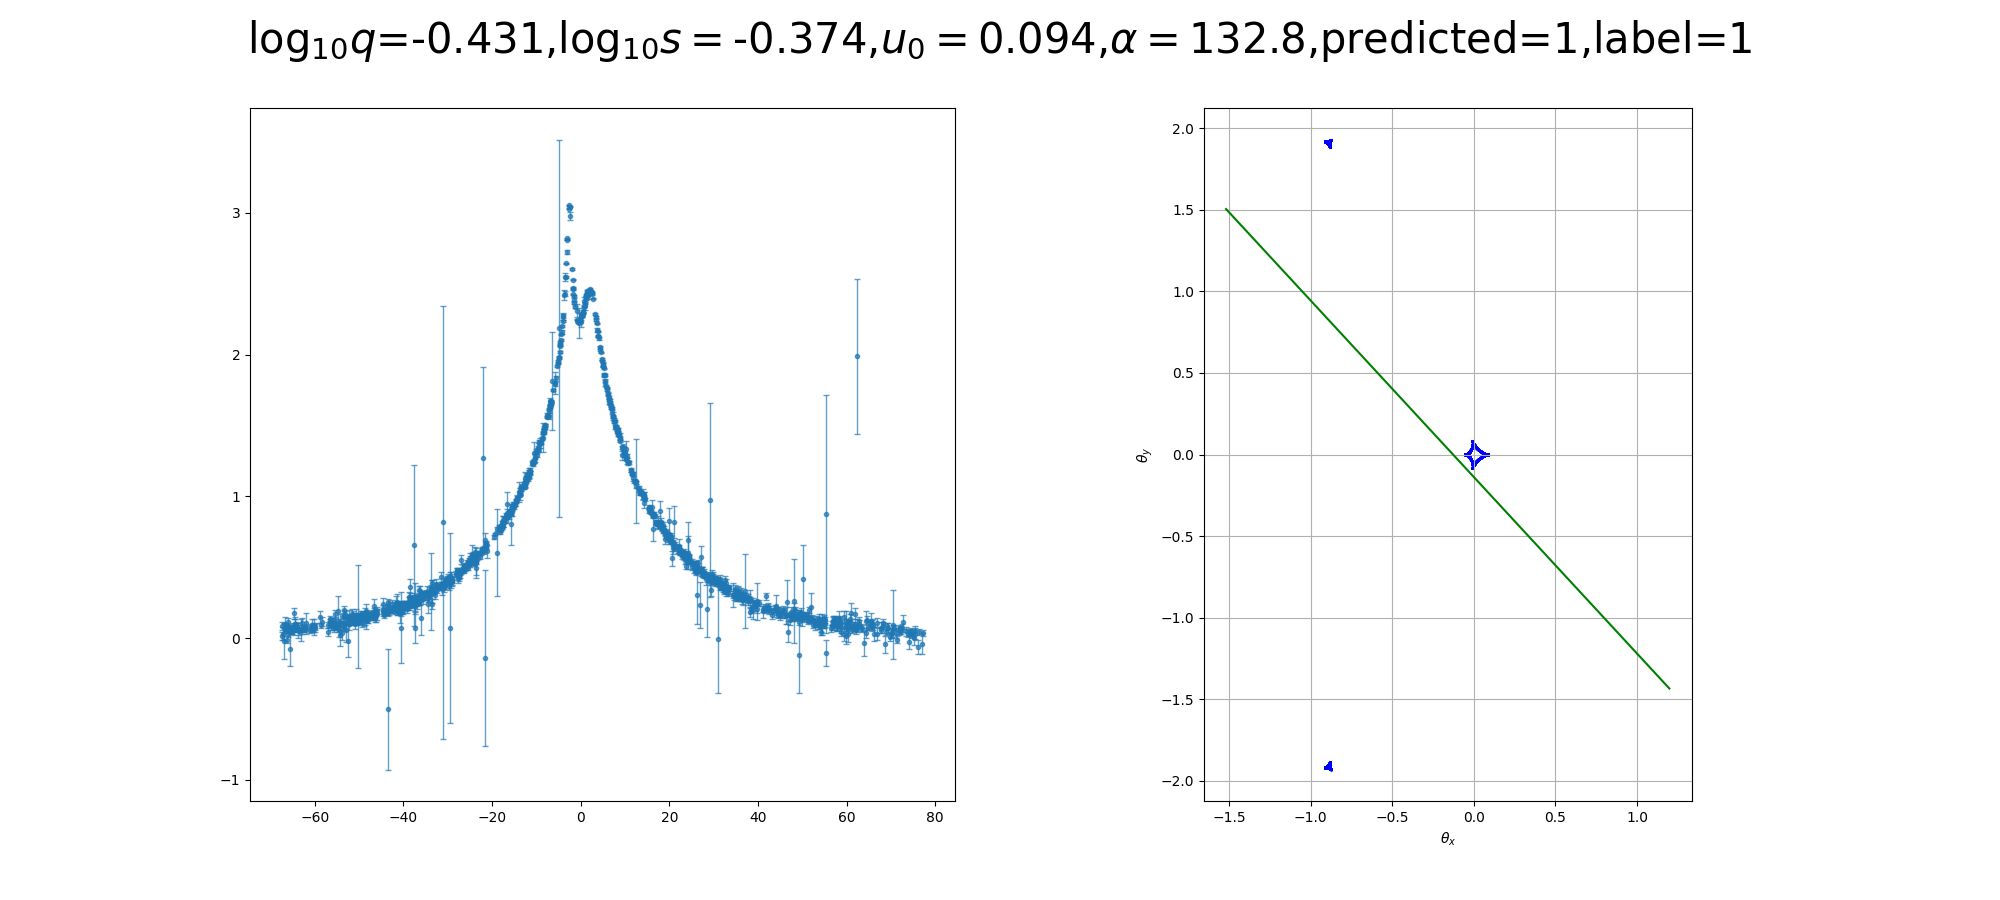 log₁₀q=-0.431,log₁₀s = -0.374,u₀ = 0.094,α = 132.8,predicted=1,label=1
3
2
1
0
−1
−60 −40 −20 0 20 40 60 80
2.0
1.5
1.0
0.5
0.0
−0.5
−1.0
−1.5
−2.0
θy
−1.5 −1.0 −0.5 0.0 0.5 1.0
θx